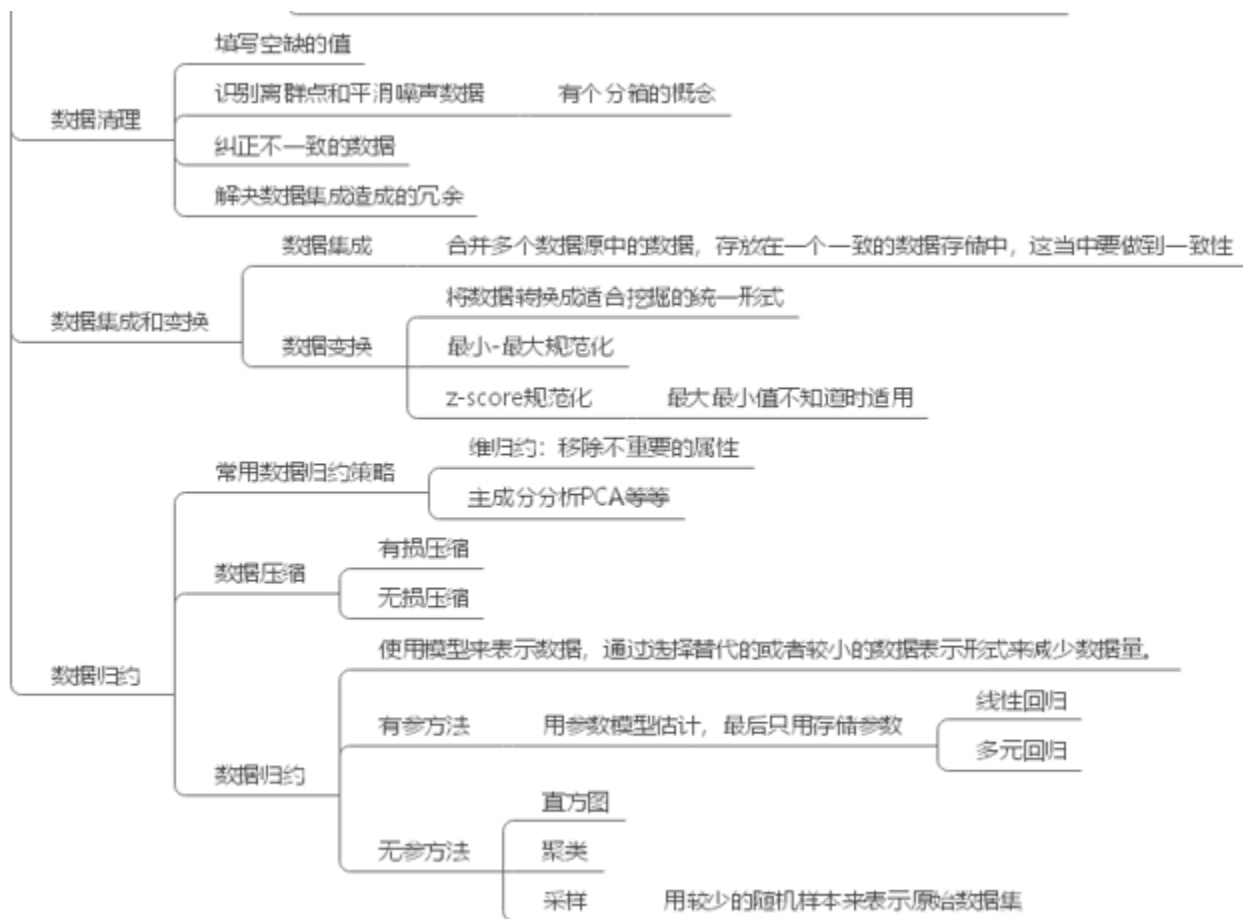 填写空缺的值
识别离群点和平滑噪声数据 有个分箱的概念
数据清理
纠正不一致的数据
解决数据集成造成的冗余
数据集成 合并多个数据原中的数据，存放在一个一致的数据存储中，这当中要做到一致性
将数据转换成适合挖掘的统一形式
数据集成和变换
数据变换 最小-最大规范化
z-score规范化 最大最小值不知道时适用
维归约：移除不重要的属性
常用数据归约策略
主成分分析PCA等等
有损压缩
数据压缩
无损压缩
使用模型来表示数据，通过选择替代的或者较小的数据表示形式来减少数据量。
数据归约
线性回归
有参方法 用参数模型估计，最后只用存储参数
多元回归
数据归约
直方图
无参方法 聚类
采样 用较少的随机样本来表示原始数据集